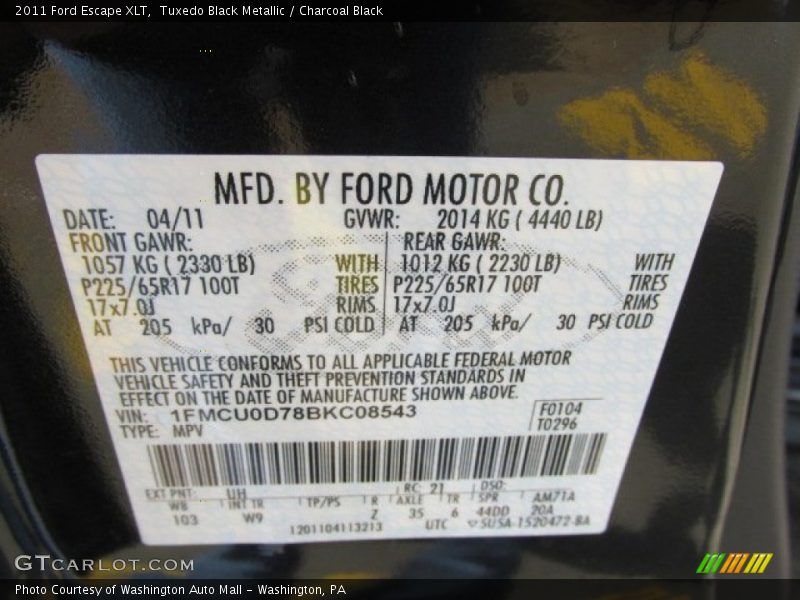 2011 Ford Escape XLT, Tuxedo Black Metallic / Charcoal Black
MFD. BY FORD MOTOR CO.
DATE: 04/11 GVWR: 2014 KG ( 4440 LB)
FRONT GAWR: REAR GAWR:
1057 KG ( 2330 LB) WITH 1012 KG ( 2230 LB) WITH
P225/65R17 100T TIRES P225/65R17 100T TIRES
17x7.0J RIMS 17x7.0J RIMS
AT 205 kPa/ 30 PSI COLD AT 205 kPa/ 30 PSI COLD
THIS VEHICLE CONFORMS TO ALL APPLICABLE FEDERAL MOTOR
VEHICLE SAFETY AND THEFT PREVENTION STANDARDS IN
EFFECT ON THE DATE OF MANUFACTURE SHOWN ABOVE.
VIN: 1FMCU0D78BKC08543 F0104
TYPE: MPV T0296
EXT PNT: UH RC: 21 DSO:
WB INT TR TP/PS R AXLE TR SPR AM71A
103 W9 Z 35 6 44DD 20A
1201104113213 UTC ▽5USA-1520472-BA
GTCARLOT.COM
Photo Courtesy of Washington Auto Mall - Washington, PA